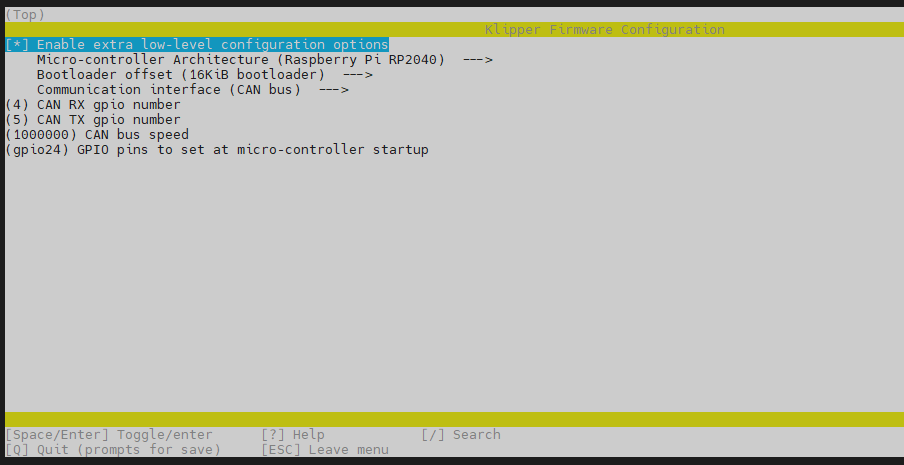 (Top)
Klipper Firmware Configuration
[*] Enable extra low-level configuration options
Micro-controller Architecture (Raspberry Pi RP2040)  --->
Bootloader offset (16KiB bootloader)  --->
Communication interface (CAN bus)  --->
(4) CAN RX gpio number
(5) CAN TX gpio number
(1000000) CAN bus speed
(gpio24) GPIO pins to set at micro-controller startup
[Space/Enter] Toggle/enter      [?] Help            [/] Search
[Q] Quit (prompts for save)     [ESC] Leave menu